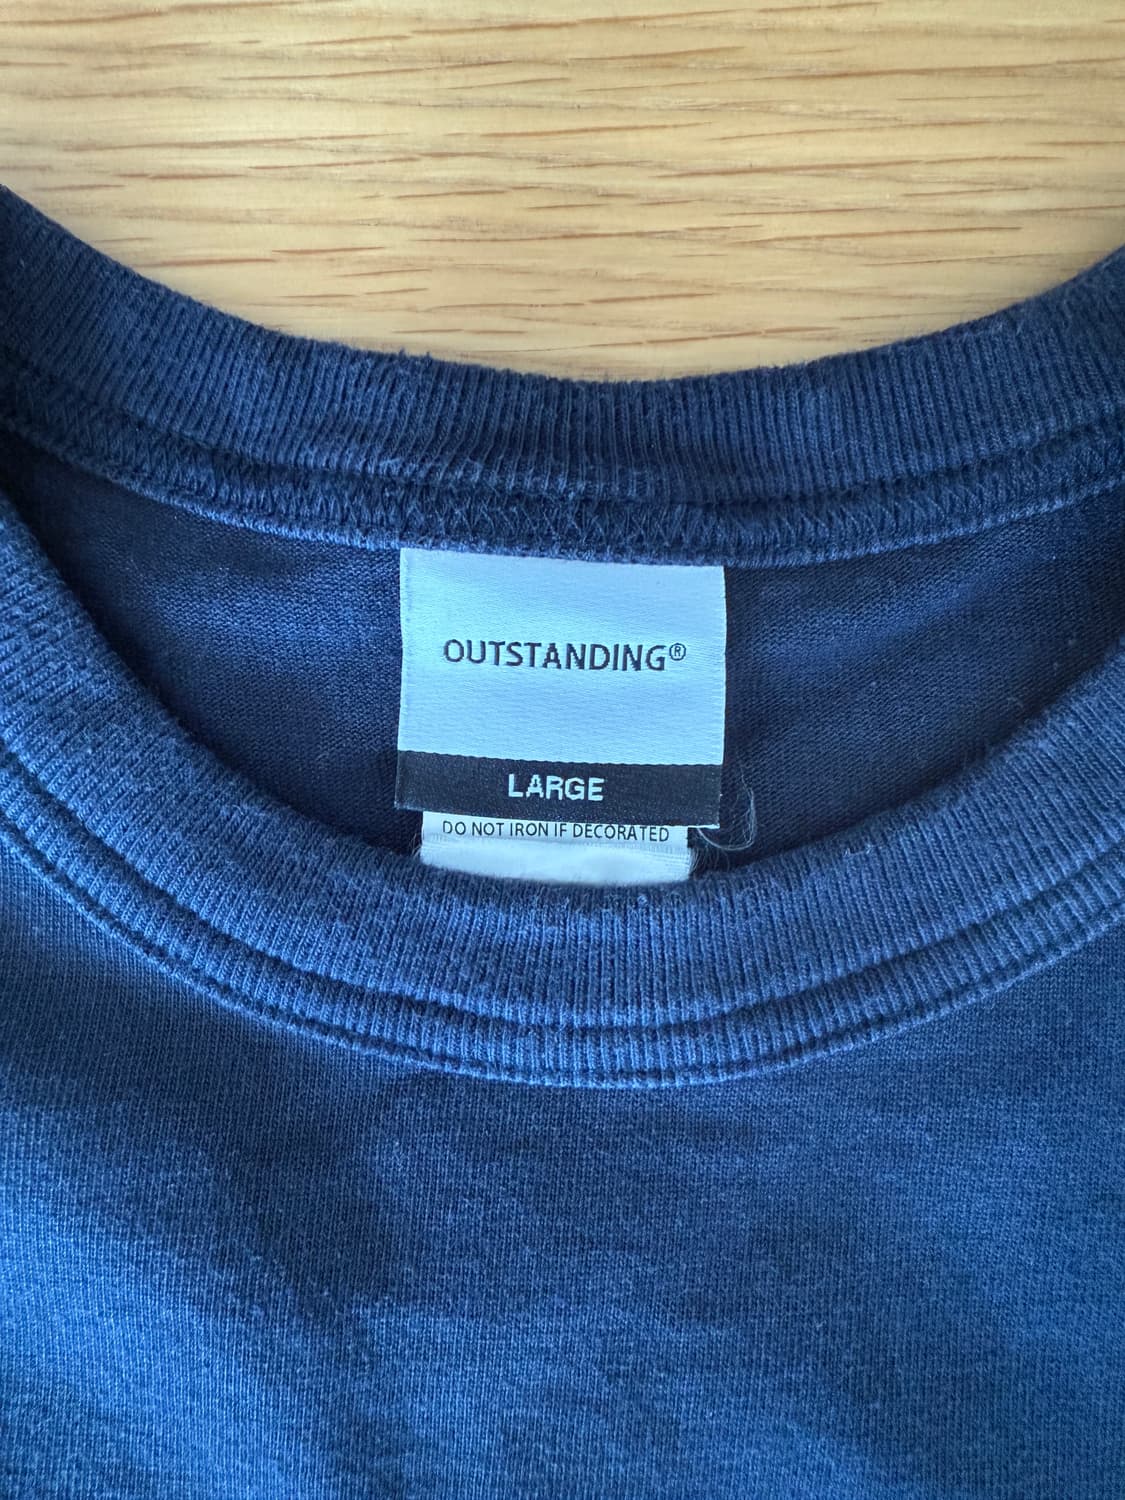 OUTSTANDING®
LARGE
DO NOT IRON IF DECORATED